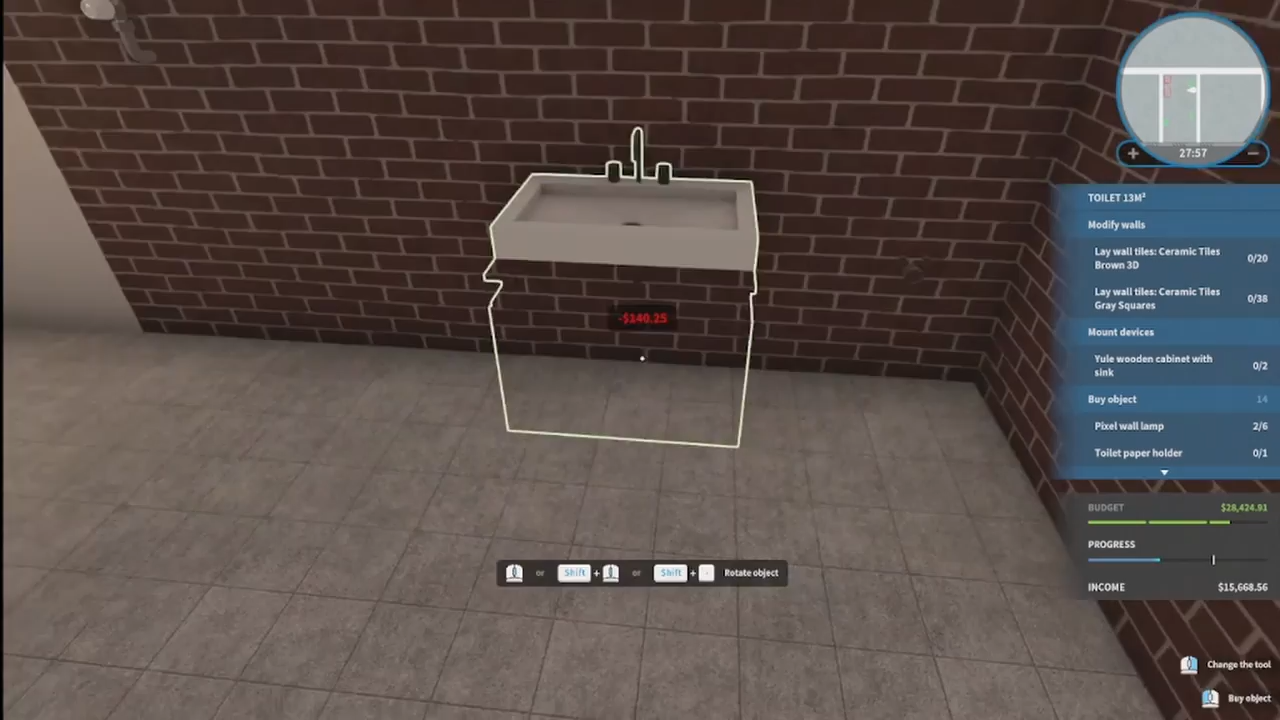 27:57
TOILET 13M²
Modify walls
Lay wall tiles: Ceramic Tiles
Brown 3D
0/20
Lay wall tiles: Ceramic Tiles
Gray Squares
0/38
Mount devices
Yule wooden cabinet with
sink
0/2
Buy object 14
Pixel wall lamp 2/6
Toilet paper holder 0/1
-$140.25
BUDGET $28,424.91
PROGRESS
INCOME $15,668.56
or Shift + or Shift + Rotate object
Change the tool
Buy object